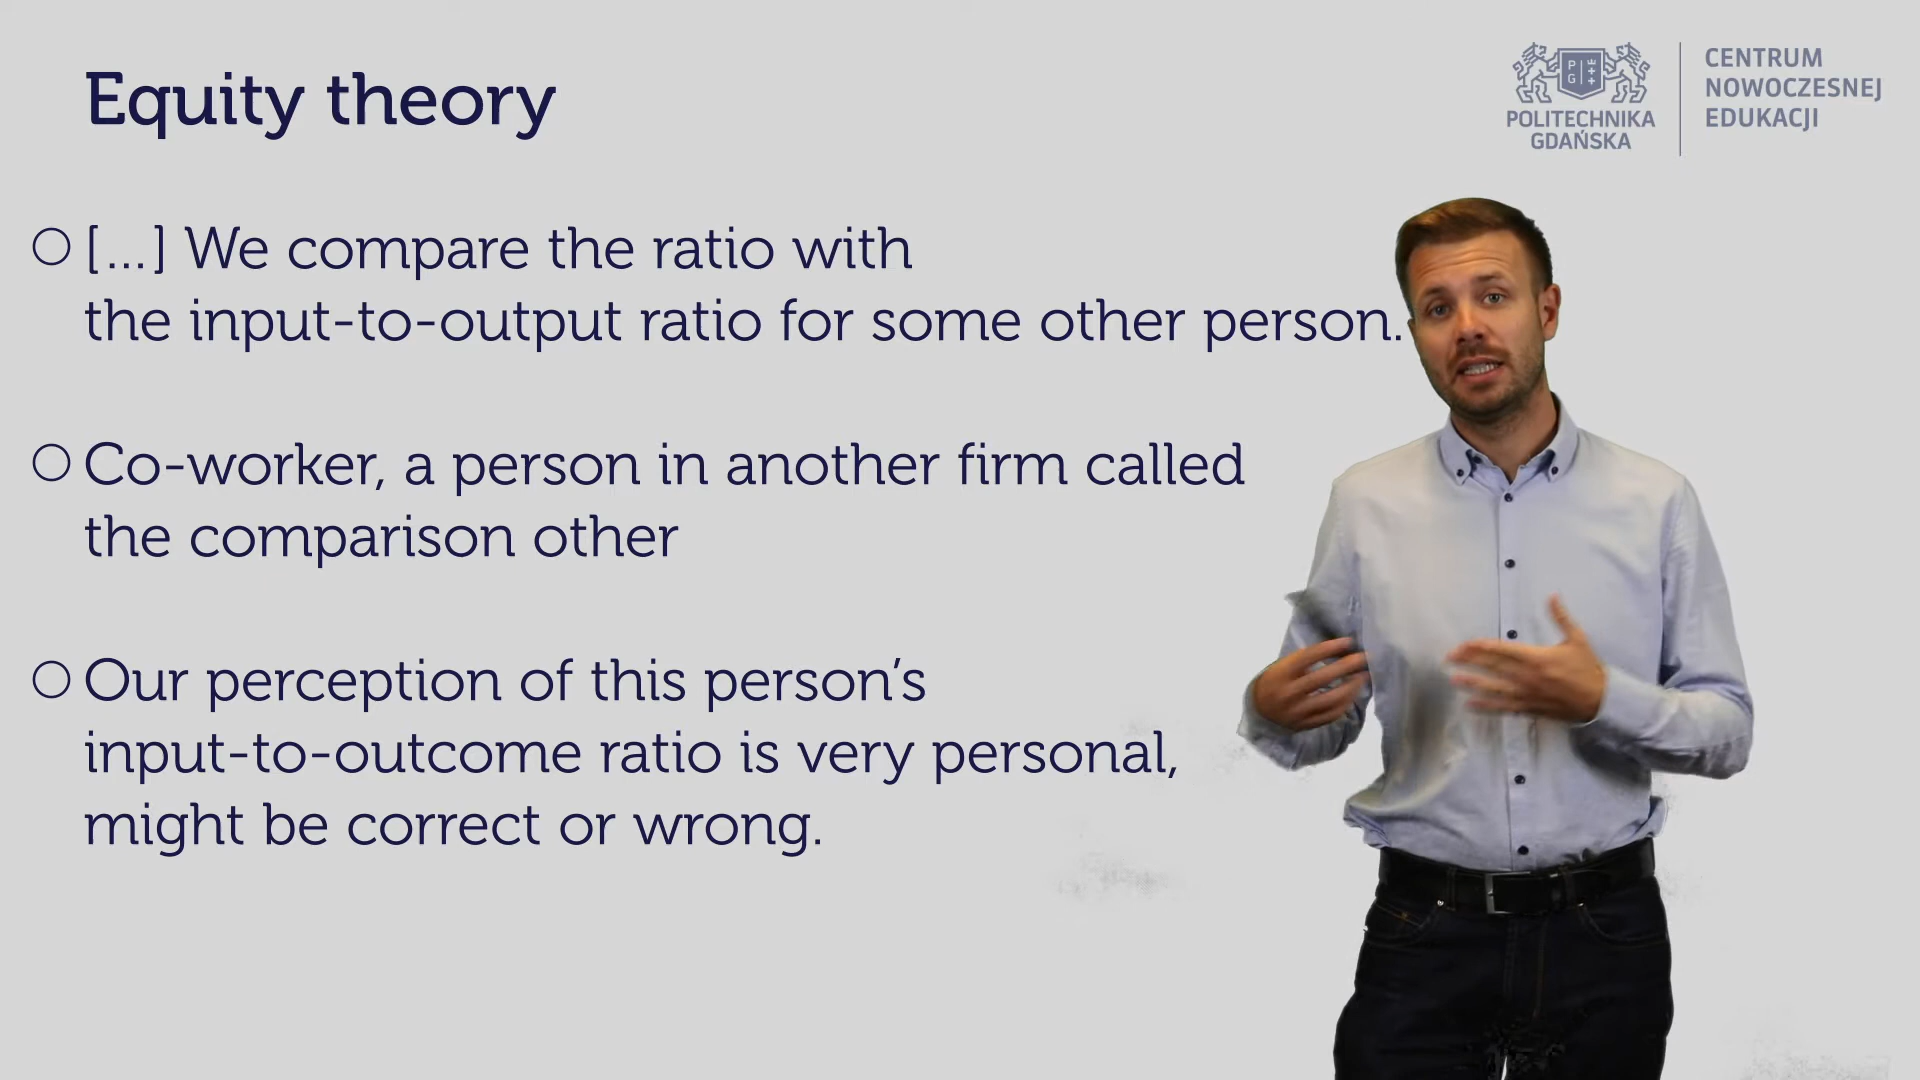 Equity theory
P G
POLITECHNIKA
GDAŃSKA
CENTRUM
NOWOCZESNEJ
EDUKACJI
[...] We compare the ratio with
the input-to-output ratio for some other person.
Co-worker, a person in another firm called
the comparison other
Our perception of this person’s
input-to-outcome ratio is very personal,
might be correct or wrong.